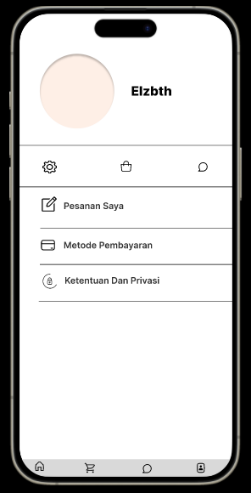 Elzbth
Pesanan Saya
Metode Pembayaran
Ketentuan Dan Privasi